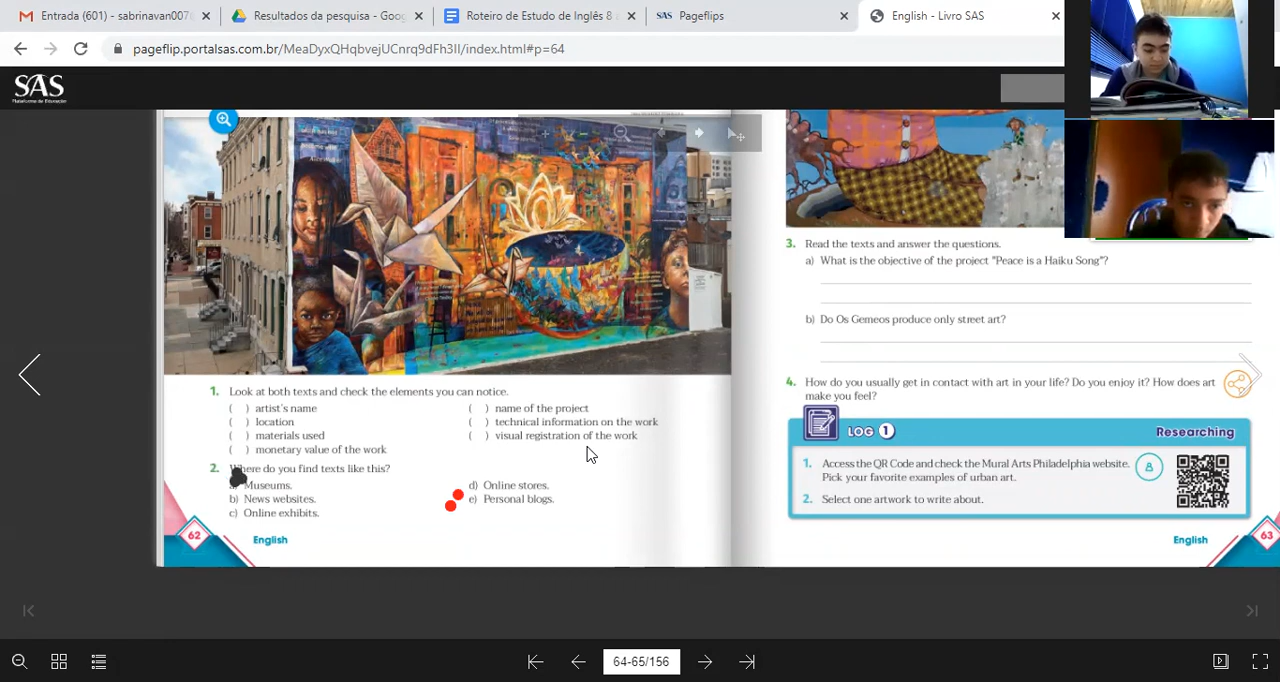 Entrada (601) - sabrinavan007
Resultados da pesquisa - Goo
Roteiro de Estudo de Inglês 8
SAS Pageflips
English - Livro SAS
pageflip.portalsas.com.br/MeaDyxQHqbvejUCnrq9dFh3II/index.html#p=64
SAS
Plataforma de Educação
1. Look at both texts and check the elements you can notice.
( ) artist's name
( ) location
( ) materials used
( ) monetary value of the work
( ) name of the project
( ) technical information on the work
( ) visual registration of the work
2. Where do you find texts like this?
a) Museums.
b) News websites.
c) Online exhibits.
d) Online stores.
e) Personal blogs.
62
English
3. Read the texts and answer the questions.
a) What is the objective of the project "Peace is a Haiku Song"?
b) Do Os Gemeos produce only street art?
4. How do you usually get in contact with art in your life? Do you enjoy it? How does art
make you feel?
LOG 1
Researching
1. Access the QR Code and check the Mural Arts Philadelphia website.
Pick your favorite examples of urban art.
2. Select one artwork to write about.
8
English
63
64-65/156